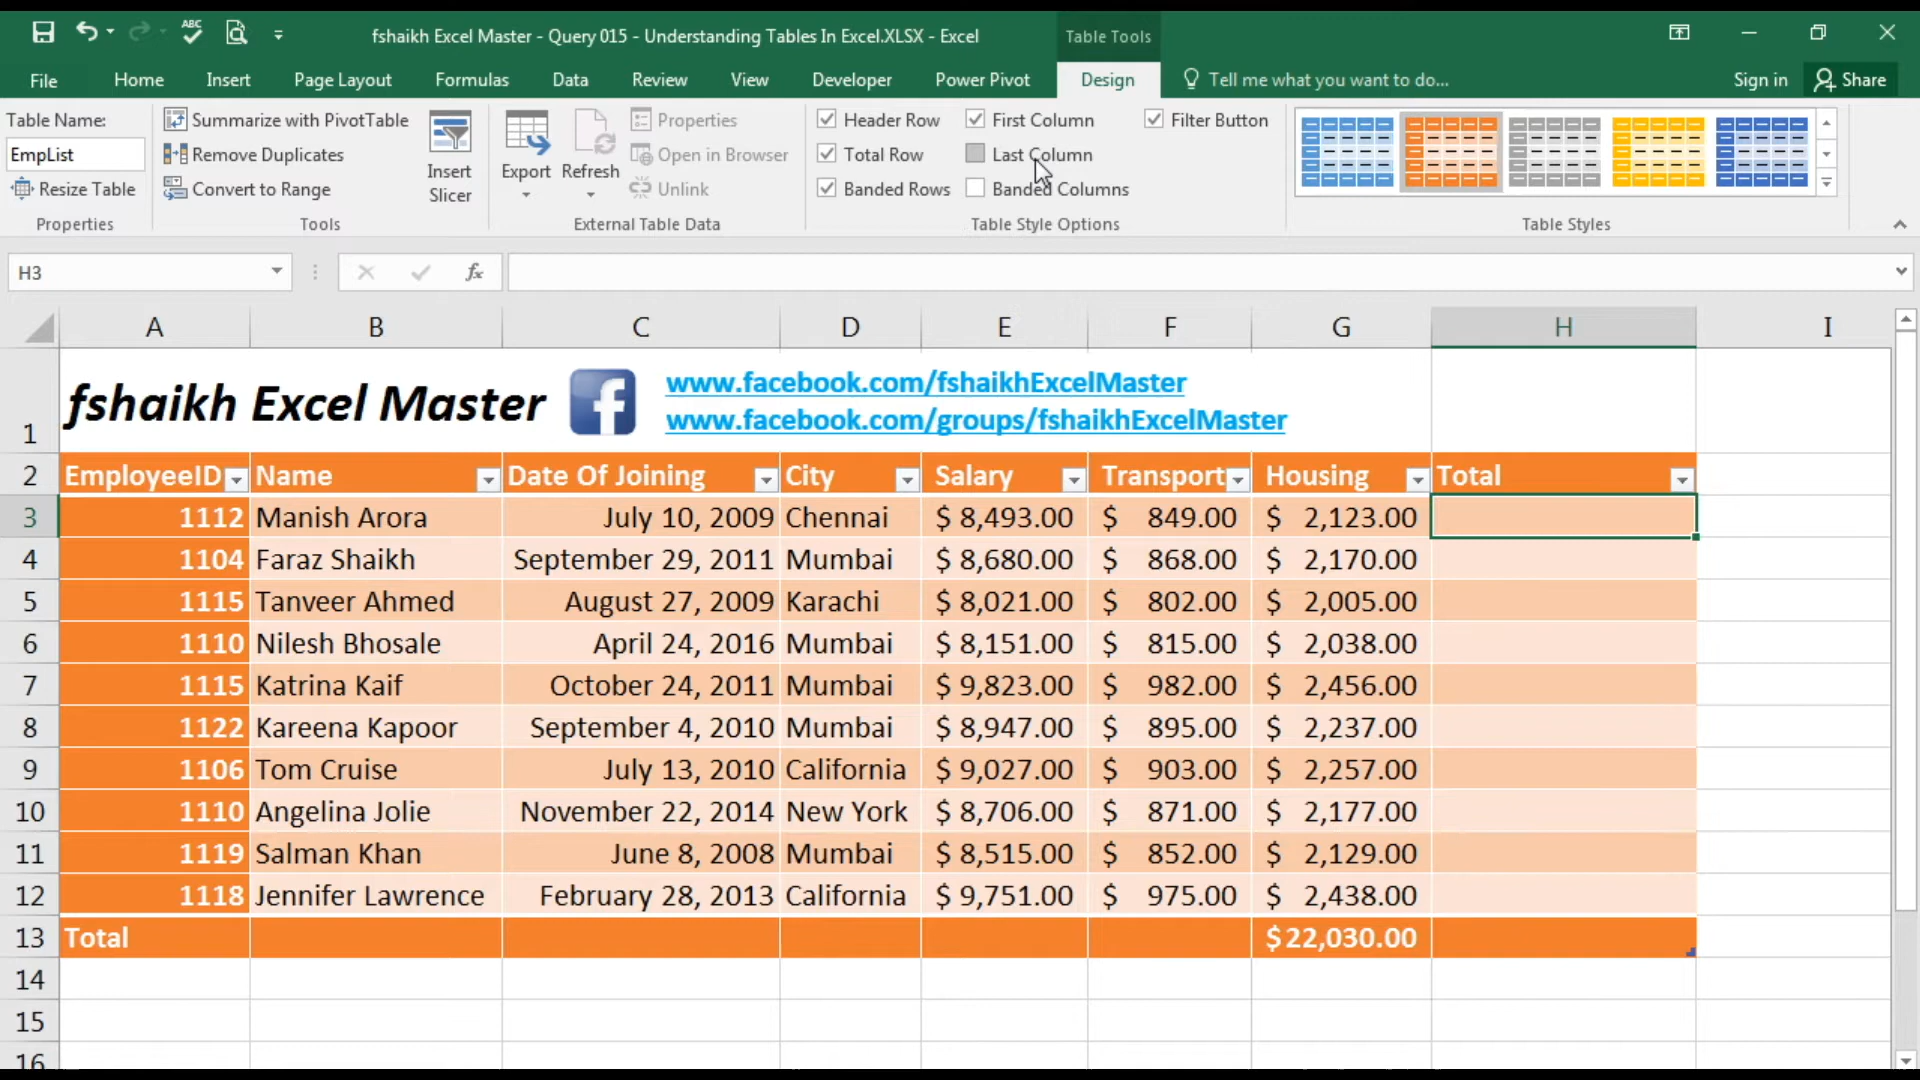 ABC
fshaikh Excel Master - Query 015 - Understanding Tables In Excel.XLSX - Excel
Table Tools
File Home Insert Page Layout Formulas Data Review View Developer Power Pivot Design Tell me what you want to do... Sign in Share
Table Name:
EmpList
Resize Table
Properties
Summarize with PivotTable
Remove Duplicates
Convert to Range
Tools
Insert
Slicer
Export
Refresh
Properties
Open in Browser
Unlink
External Table Data
Header Row First Column Filter Button
Total Row Last Column
Banded Rows Banded Columns
Table Style Options
Table Styles
H3 fx
A B C D E F G H I
fshaikh Excel Master
f
www.facebook.com/fshaikhExcelMaster
www.facebook.com/groups/fshaikhExcelMaster
1
2 EmployeeID Name Date Of Joining City Salary Transport Housing Total
3 1112 Manish Arora July 10, 2009 Chennai $ 8,493.00 $ 849.00 $ 2,123.00
4 1104 Faraz Shaikh September 29, 2011 Mumbai $ 8,680.00 $ 868.00 $ 2,170.00
5 1115 Tanveer Ahmed August 27, 2009 Karachi $ 8,021.00 $ 802.00 $ 2,005.00
6 1110 Nilesh Bhosale April 24, 2016 Mumbai $ 8,151.00 $ 815.00 $ 2,038.00
7 1115 Katrina Kaif October 24, 2011 Mumbai $ 9,823.00 $ 982.00 $ 2,456.00
8 1122 Kareena Kapoor September 4, 2010 Mumbai $ 8,947.00 $ 895.00 $ 2,237.00
9 1106 Tom Cruise July 13, 2010 California $ 9,027.00 $ 903.00 $ 2,257.00
10 1110 Angelina Jolie November 22, 2014 New York $ 8,706.00 $ 871.00 $ 2,177.00
11 1119 Salman Khan June 8, 2008 Mumbai $ 8,515.00 $ 852.00 $ 2,129.00
12 1118 Jennifer Lawrence February 28, 2013 California $ 9,751.00 $ 975.00 $ 2,438.00
13 Total $22,030.00
14
15
16